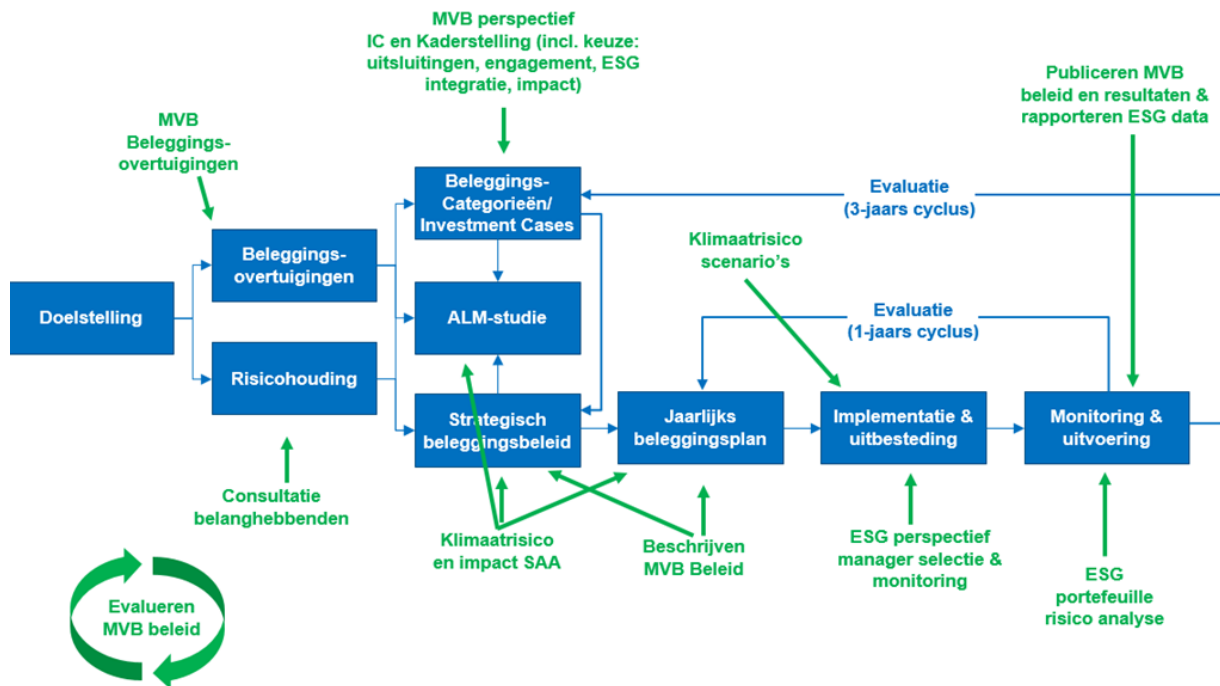 MVB perspectief
IC en Kaderstelling (incl. keuze:
uitsluitingen, engagement, ESG
integratie, impact)
Publiceren MVB
beleid en resultaten &
rapporteren ESG data
MVB
Beleggings-
overtuigingen
Beleggings-
Categorieën/
Investment Cases
Evaluatie
(3-jaars cyclus)
Klimaatrisico
scenario's
Beleggings-
overtuigingen
Doelstelling
ALM-studie
Evaluatie
(1-jaars cyclus)
Risicohouding
Strategisch
beleggingsbeleid
Jaarlijks
beleggingsplan
Implementatie &
uitbesteding
Monitoring &
uitvoering
Consultatie
belanghebbenden
Klimaatrisico
en impact SAA
Beschrijven
MVB Beleid
ESG perspectief
manager selectie &
monitoring
ESG
portefeuille
risico analyse
Evalueren
MVB beleid